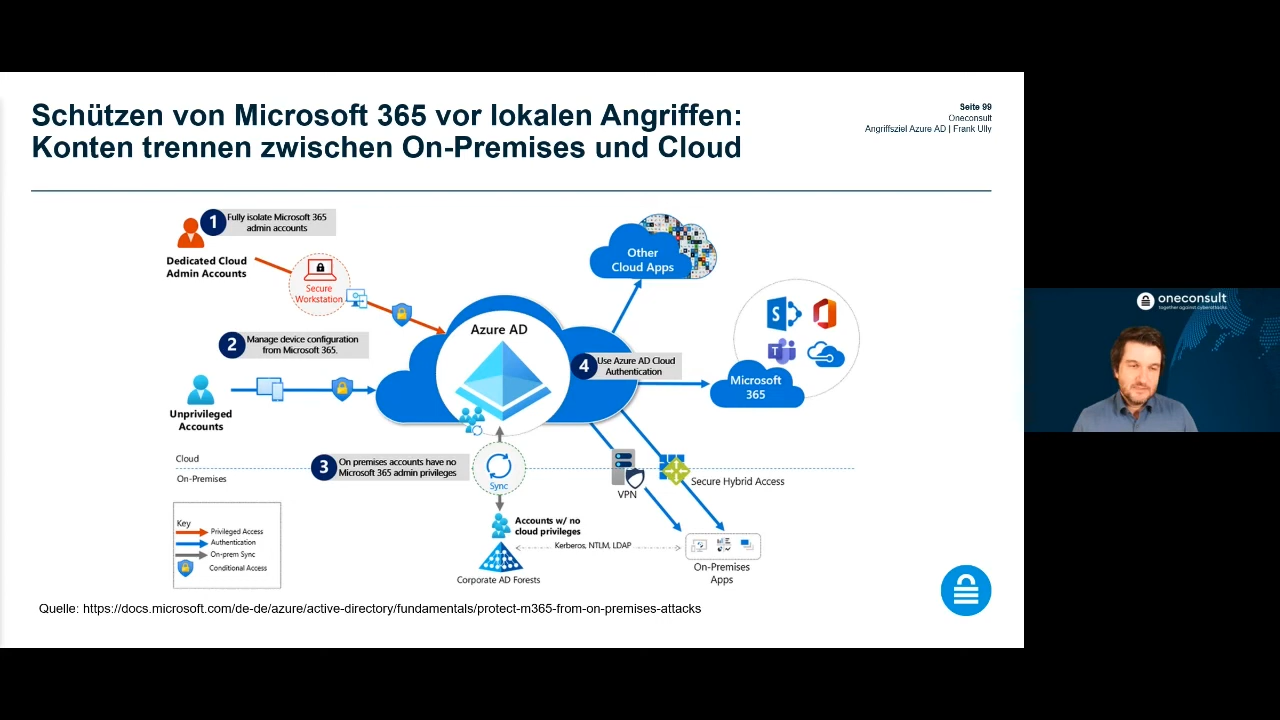 Schützen von Microsoft 365 vor lokalen Angriffen:
Konten trennen zwischen On-Premises und Cloud
Seite 99
Oneconsult
Angriffsziel Azure AD | Frank Ully
1
Fully isolate Microsoft 365
admin accounts
Dedicated Cloud
Admin Accounts
Secure
Workstation
2
Manage device configuration
from Microsoft 365.
Unprivileged
Accounts
Azure AD
Other
Cloud Apps
4
Use Azure AD Cloud
Authentication
Microsoft
365
Cloud
On-Premises
3
On premises accounts have no
Microsoft 365 admin privileges
Sync
VPN
Secure Hybrid Access
Accounts w/ no
cloud privileges
Kerberos, NTLM, LDAP
Corporate AD Forests
On-Premises
Apps
Key
Privileged Access
Authentication
On-prem Sync
Conditional Access
Quelle: https://docs.microsoft.com/de-de/azure/active-directory/fundamentals/protect-m365-from-on-premises-attacks
oneconsult
together against cyberattacks